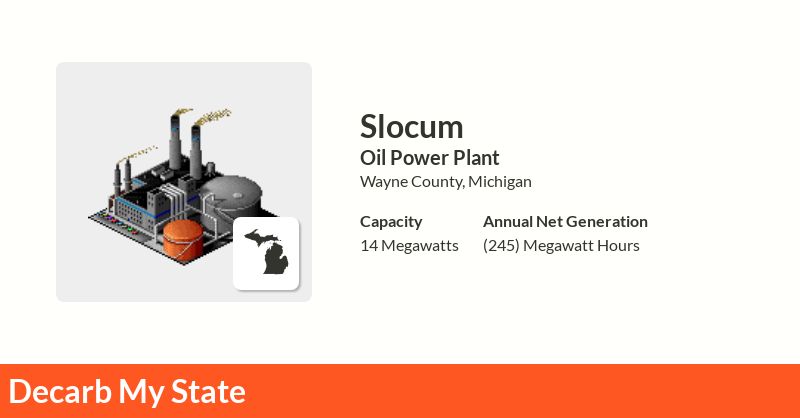 Slocum
Oil Power Plant
Wayne County, Michigan
Capacity
14 Megawatts
Annual Net Generation
(245) Megawatt Hours
Decarb My State